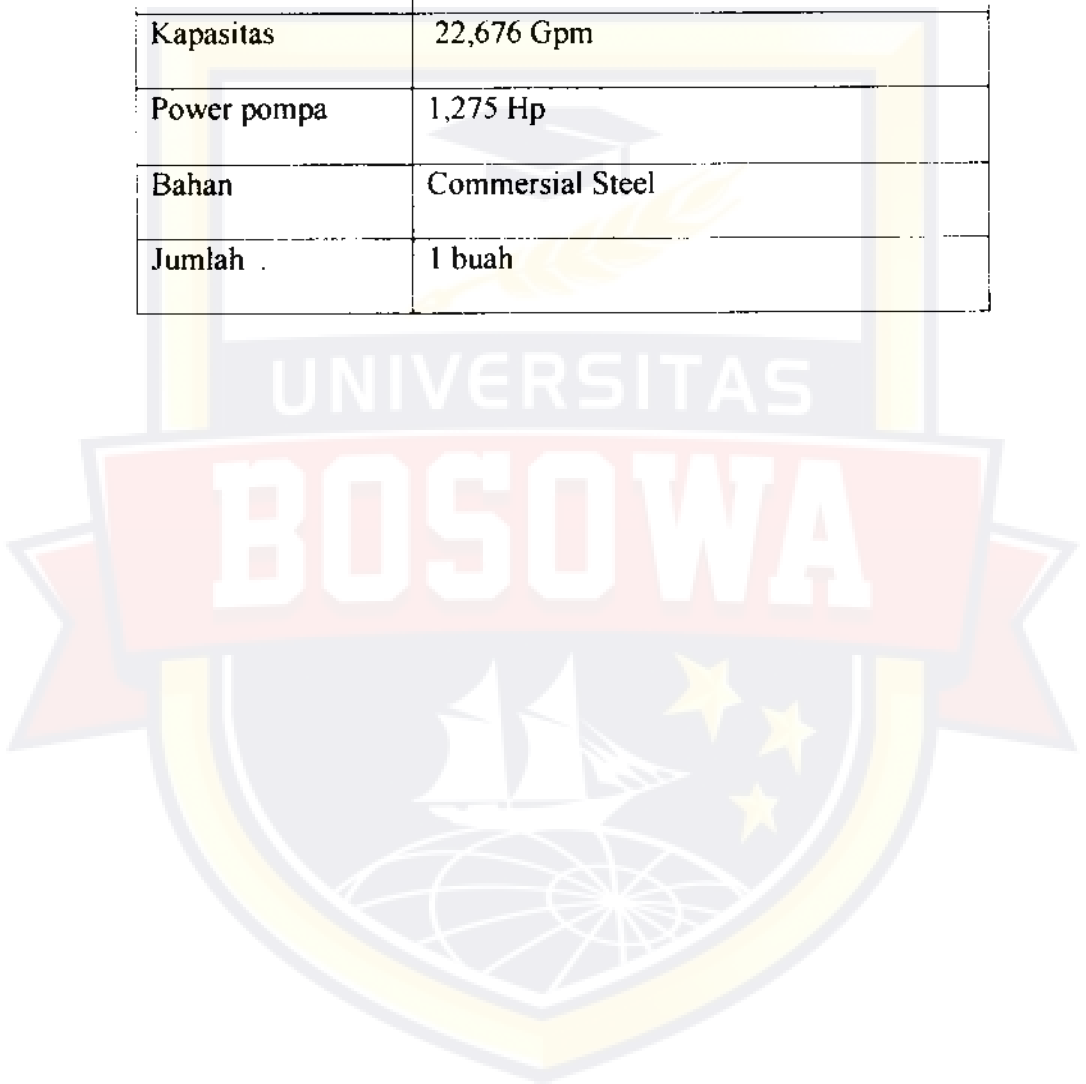 Kapasitas 22,676 Gpm
Power pompa 1,275 Hp
Bahan Commersial Steel
Jumlah 1 buah
UNIVERSITAS
BOSOWA